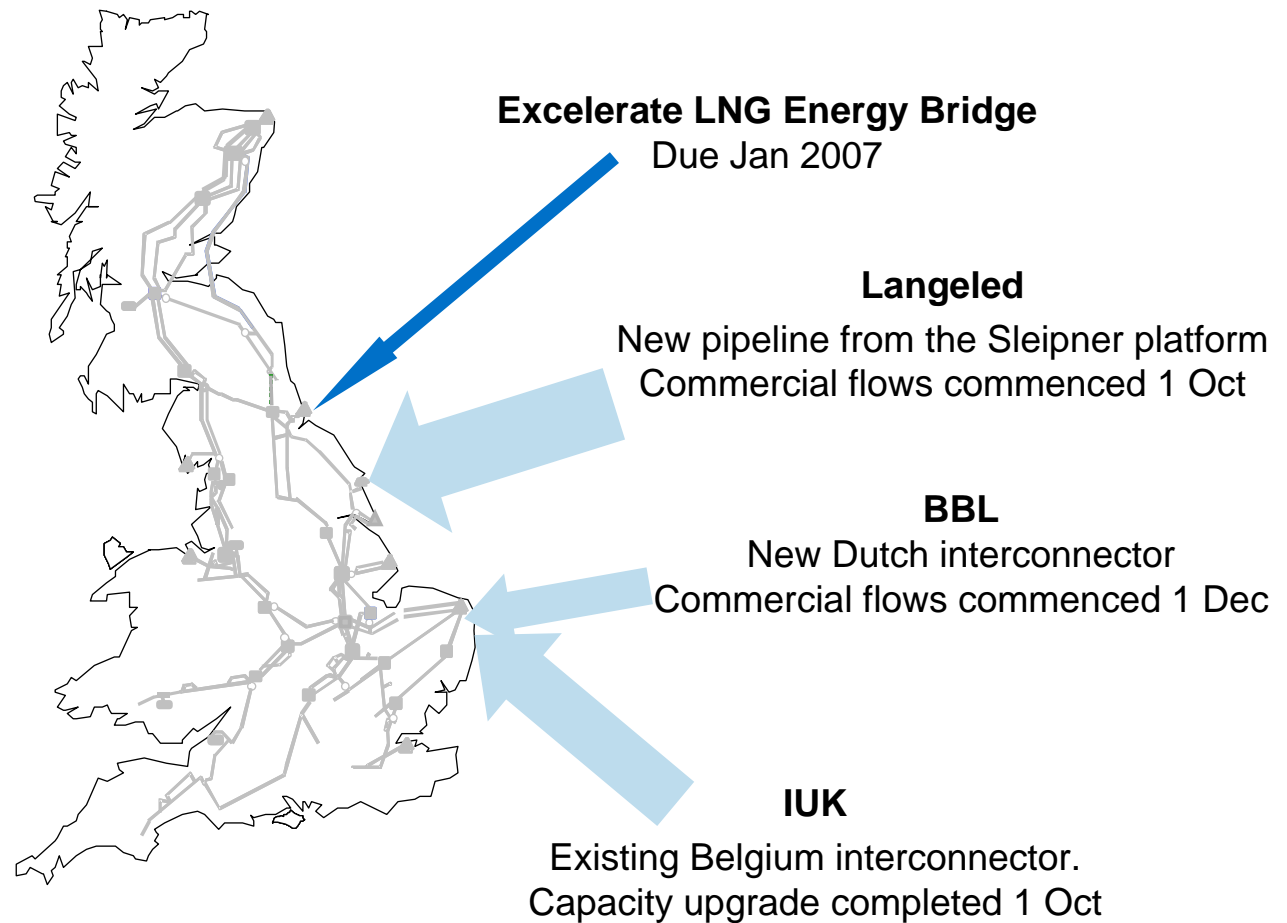 Excelerate LNG Energy Bridge
Due Jan 2007
Langeled
New pipeline from the Sleipner platform
Commercial flows commenced 1 Oct
BBL
New Dutch interconnector
Commercial flows commenced 1 Dec
IUK
Existing Belgium interconnector.
Capacity upgrade completed 1 Oct